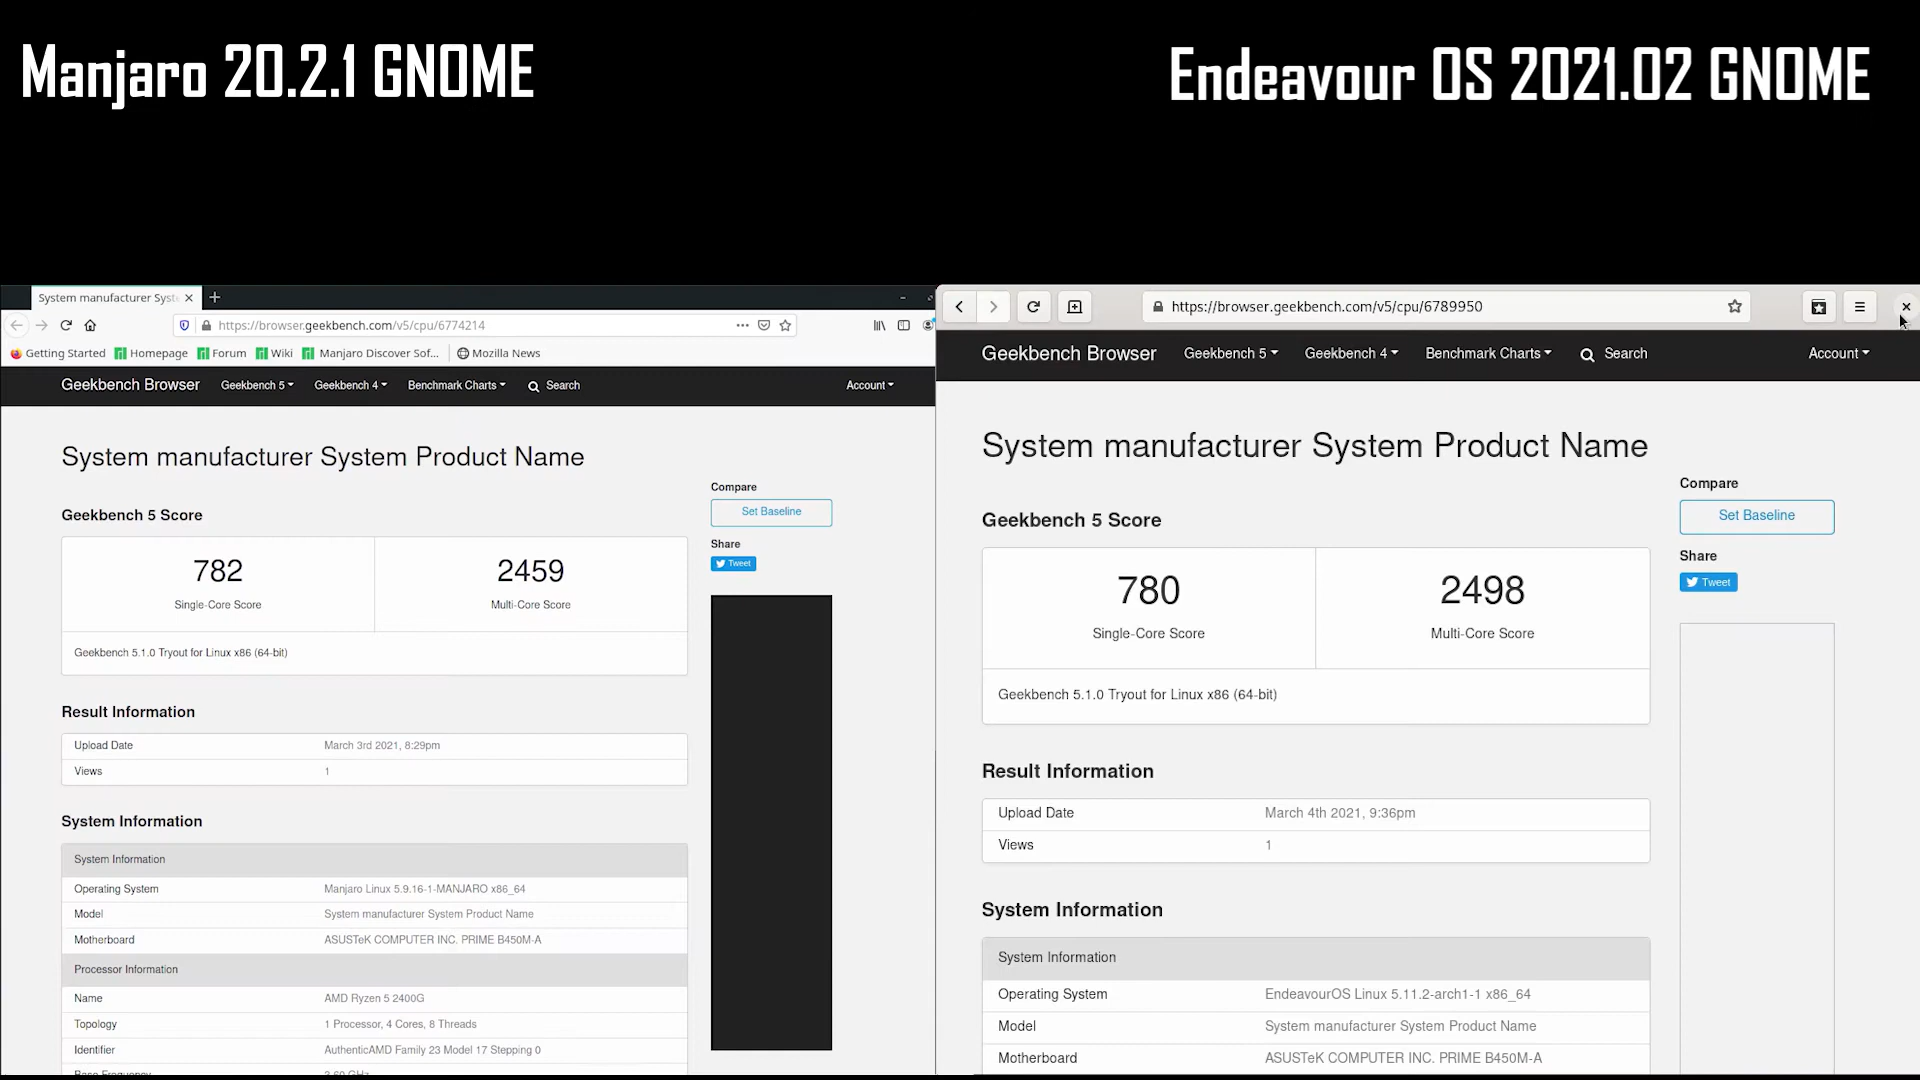 Manjaro 20.2.1 GNOME
Endeavour OS 2021.02 GNOME
System manufacturer Syst
https://browser.geekbench.com/v5/cpu/6774214
Getting Started Homepage Forum Wiki Manjaro Discover Sof... Mozilla News
Geekbench Browser Geekbench 5 Geekbench 4 Benchmark Charts Search Account
System manufacturer System Product Name
Compare
Set Baseline
Geekbench 5 Score
Share
Tweet
782 2459
Single-Core Score Multi-Core Score
Geekbench 5.1.0 Tryout for Linux x86 (64-bit)
Result Information
Upload Date March 3rd 2021, 8:29pm
Views 1
System Information
System Information
Operating System Manjaro Linux 5.9.16-1-MANJARO x86_64
Model System manufacturer System Product Name
Motherboard ASUSTeK COMPUTER INC. PRIME B450M-A
Processor Information
Name AMD Ryzen 5 2400G
Topology 1 Processor, 4 Cores, 8 Threads
Identifier AuthenticAMD Family 23 Model 17 Stepping 0
Base Frequency 3.60 GHz
https://browser.geekbench.com/v5/cpu/6789950
Geekbench Browser Geekbench 5 Geekbench 4 Benchmark Charts Search Account
System manufacturer System Product Name
Compare
Set Baseline
Geekbench 5 Score
Share
Tweet
780 2498
Single-Core Score Multi-Core Score
Geekbench 5.1.0 Tryout for Linux x86 (64-bit)
Result Information
Upload Date March 4th 2021, 9:36pm
Views 1
System Information
System Information
Operating System EndeavourOS Linux 5.11.2-arch1-1 x86_64
Model System manufacturer System Product Name
Motherboard ASUSTeK COMPUTER INC. PRIME B450M-A